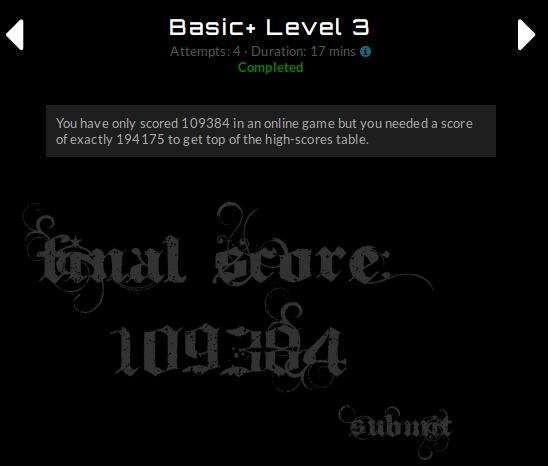 Basic+ Level 3
Attempts: 4 · Duration: 17 mins
Completed
You have only scored 109384 in an online game but you needed a score
of exactly 194175 to get top of the high-scores table.
final score:
109384
submit